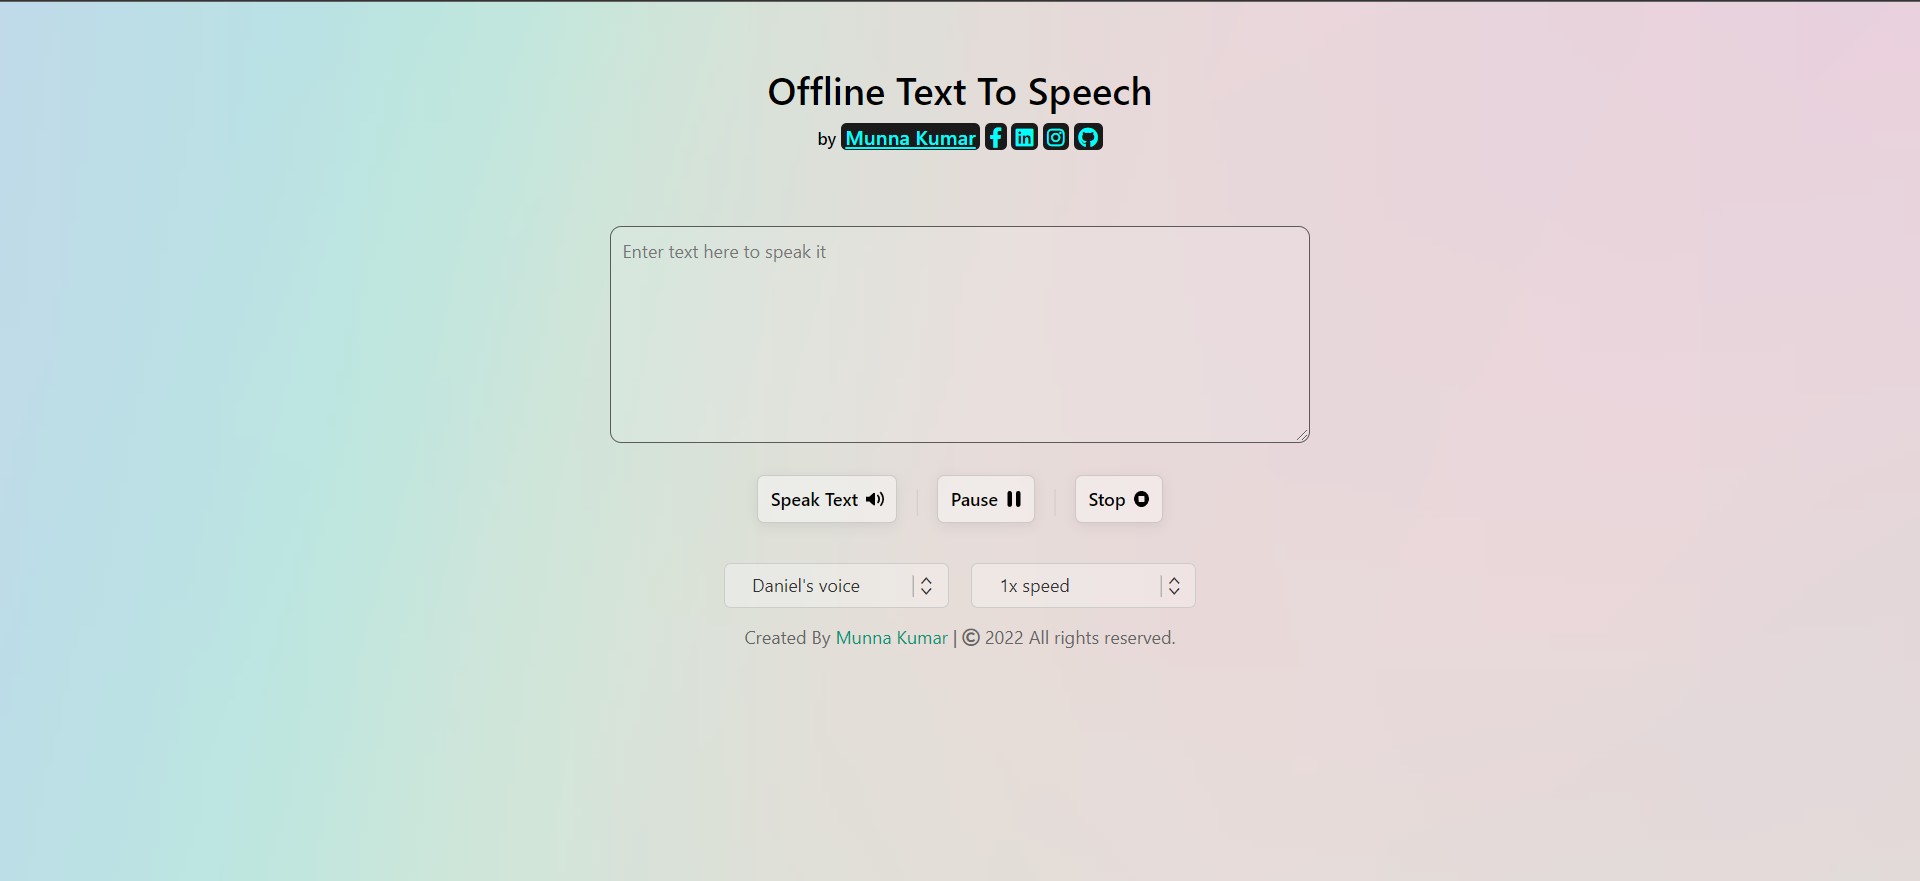 Offline Text To Speech
by Munna Kumar
Enter text here to speak it
Speak Text
Pause
Stop
Daniel's voice
1x speed
Created By Munna Kumar | © 2022 All rights reserved.